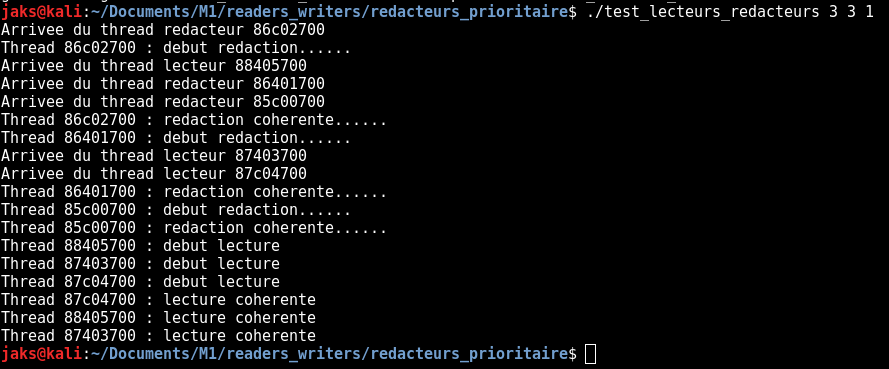 jaks@kali:~/Documents/M1/readers_writers/redacteurs_prioritaire$ ./test_lecteurs_redacteurs 3 3 1
Arrivee du thread redacteur 86c02700
Thread 86c02700 : debut redaction......
Arrivee du thread lecteur 88405700
Arrivee du thread redacteur 86401700
Arrivee du thread redacteur 85c00700
Thread 86c02700 : redaction coherente......
Thread 86401700 : debut redaction......
Arrivee du thread lecteur 87403700
Arrivee du thread lecteur 87c04700
Thread 86401700 : redaction coherente......
Thread 85c00700 : debut redaction......
Thread 85c00700 : redaction coherente......
Thread 88405700 : debut lecture
Thread 87403700 : debut lecture
Thread 87c04700 : debut lecture
Thread 87c04700 : lecture coherente
Thread 88405700 : lecture coherente
Thread 87403700 : lecture coherente
jaks@kali:~/Documents/M1/readers_writers/redacteurs_prioritaire$